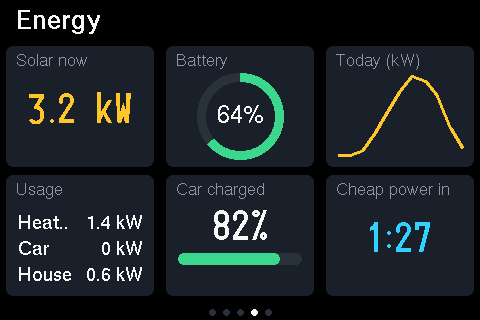 Energy
Solar now
3.2 kW
Battery
64%
Today (kW)
Usage
Heat.. 1.4 kW
Car 0 kW
House 0.6 kW
Car charged
82%
Cheap power in
1:27